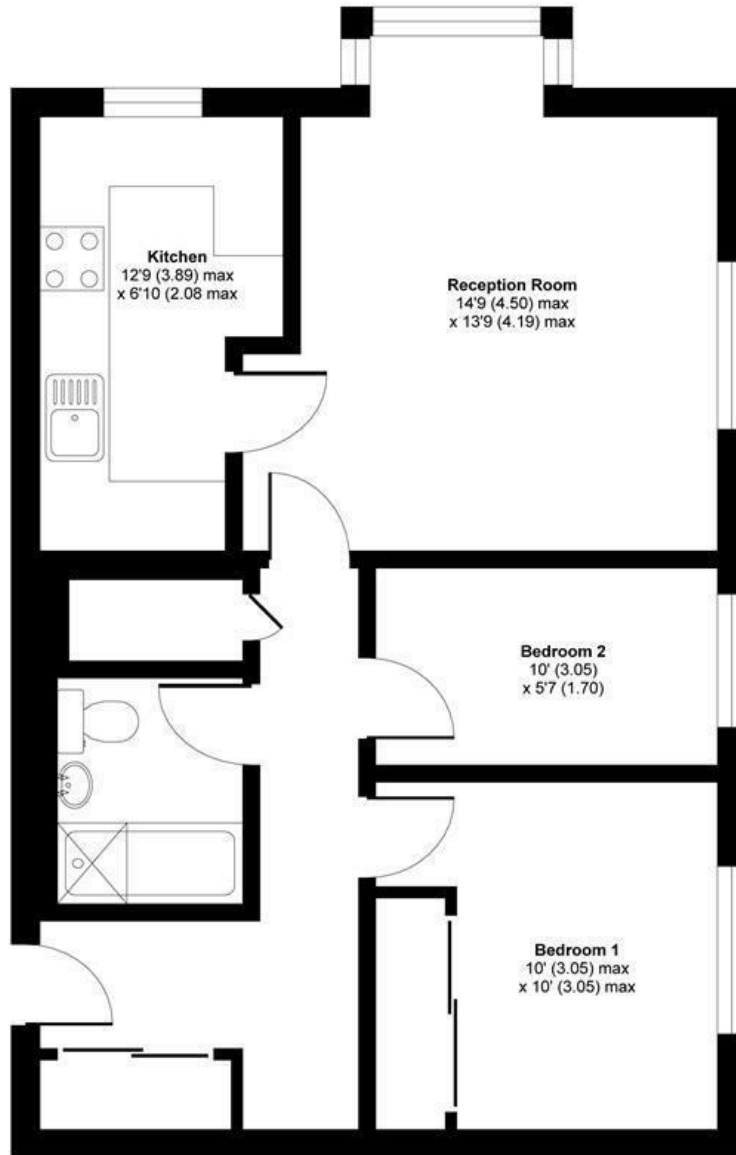 Kitchen
12'9 (3.89) max
x 6'10 (2.08 max
Reception Room
14'9 (4.50) max
x 13'9 (4.19) max
Bedroom 2
10' (3.05)
x 5'7 (1.70)
Bedroom 1
10' (3.05) max
x 10' (3.05) max